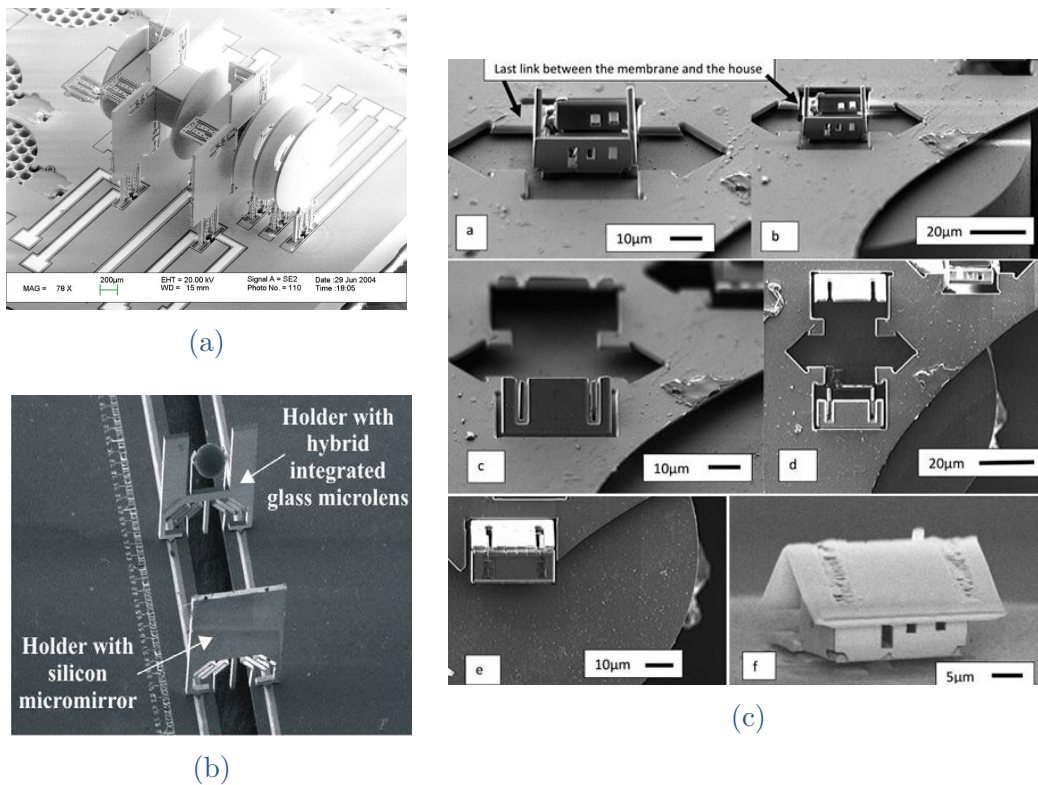 MAG = 78 X
200µm
EHT = 20.00 kV
WD = 15 mm
Signal A = SE2
Photo No. = 110
Date :29 Jun 2004
Time :18:05
(a)
Holder with
hybrid
integrated
glass microlens
Holder with
silicon
micromirror
(b)
Last link between the membrane and the house
a
10µm
b
20µm
c
10µm
d
20µm
e
10µm
f
5µm
(c)